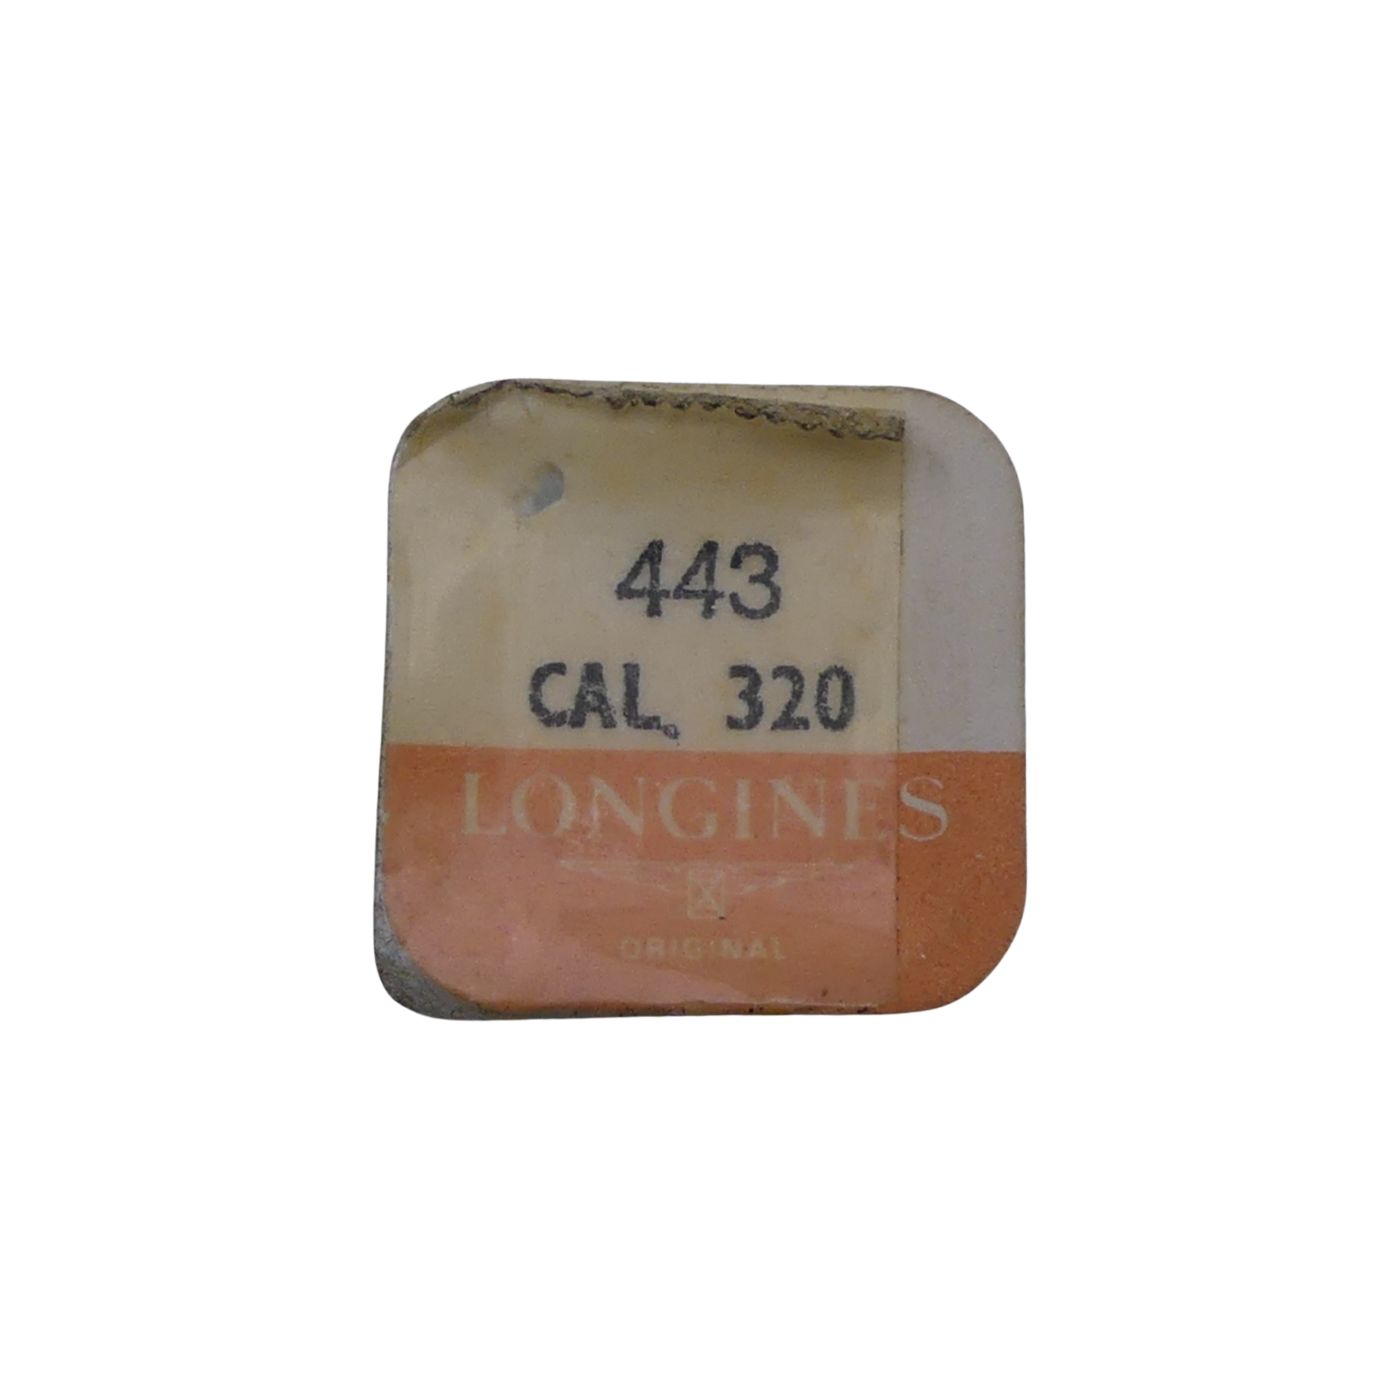 443
CAL. 320
LONGINES
ORIGINAL